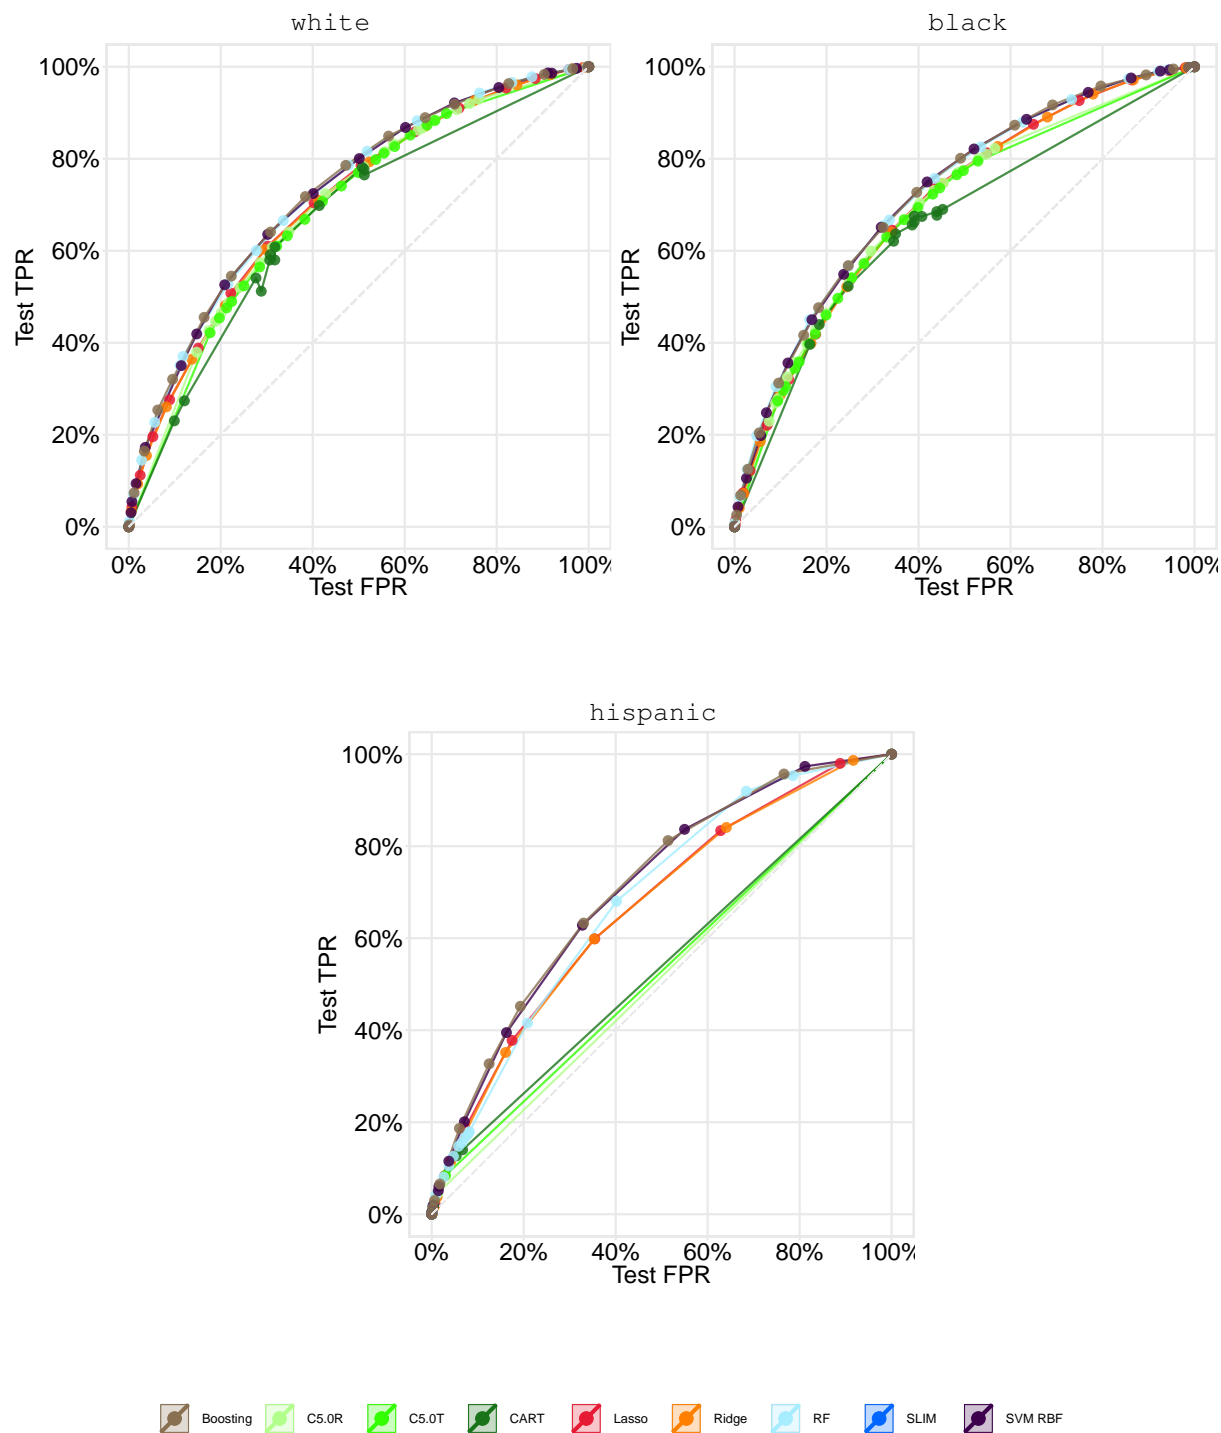 white
black
100%
80%
60%
40%
20%
0%
Test TPR
0%
20%
40%
60%
80%
100%
Test FPR
100%
80%
60%
40%
20%
0%
Test TPR
0%
20%
40%
60%
80%
100%
Test FPR
hispanic
100%
80%
60%
40%
20%
0%
Test TPR
0%
20%
40%
60%
80%
100%
Test FPR
Boosting
C5.0R
C5.0T
CART
Lasso
Ridge
RF
SLIM
SVM RBF